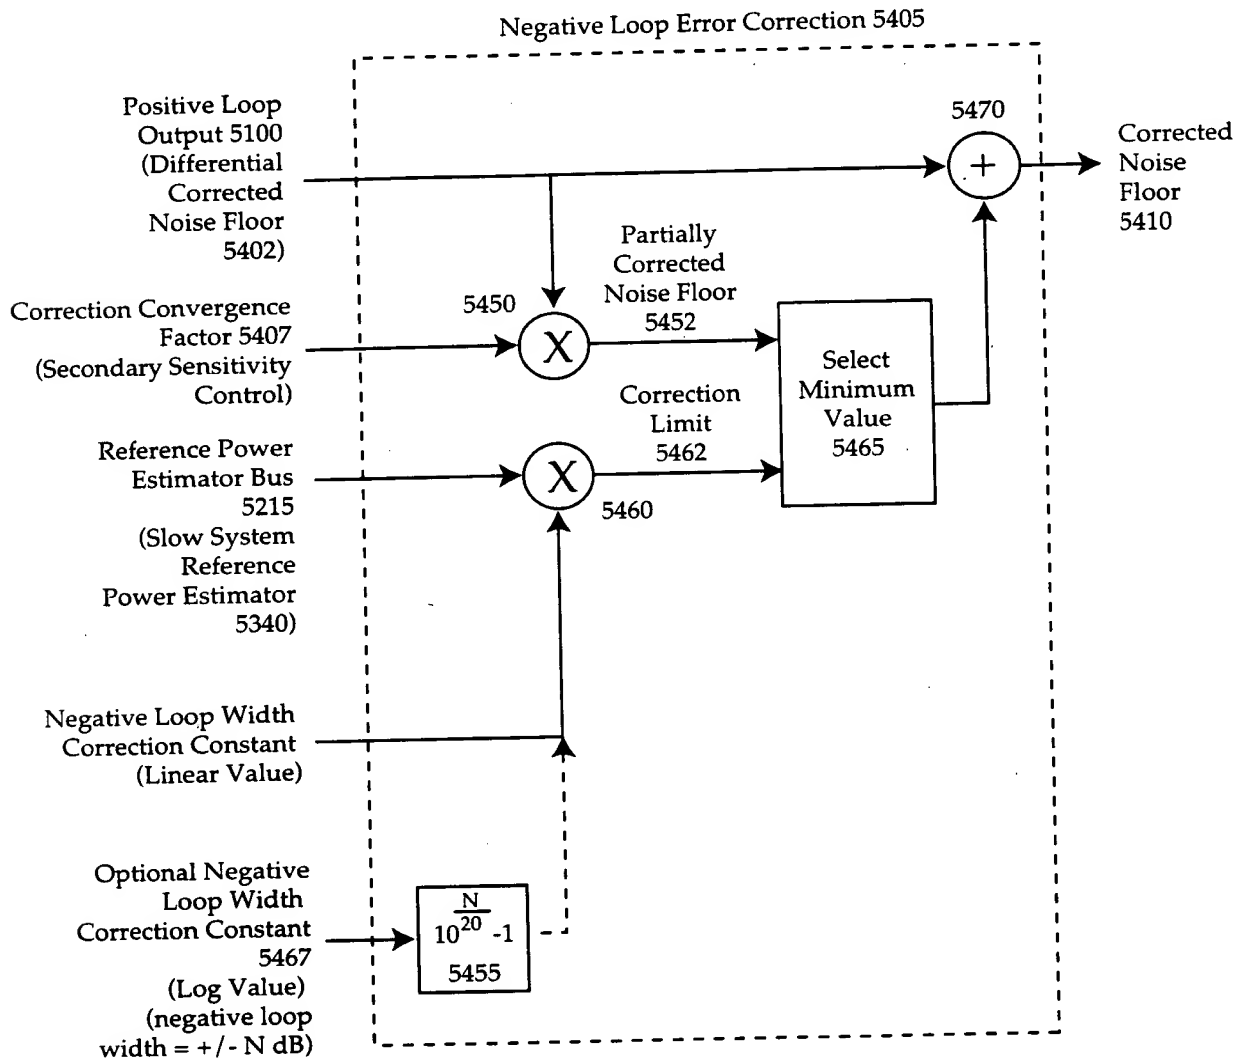 Negative Loop Error Correction 5405
Positive Loop
Output 5100
(Differential
Corrected
Noise Floor
5402)
5470
+
Corrected
Noise
Floor
5410
Correction Convergence
Factor 5407
(Secondary Sensitivity
Control)
5450
X
Partially
Corrected
Noise Floor
5452
Select
Minimum
Value
5465
Reference Power
Estimator Bus
5215
(Slow System
Reference
Power Estimator
5340)
X
5460
Correction
Limit
5462
Negative Loop Width
Correction Constant
(Linear Value)
Optional Negative
Loop Width
Correction Constant
5467
(Log Value)
(negative loop
width = +/- N dB)
N
10 20 -1
5455